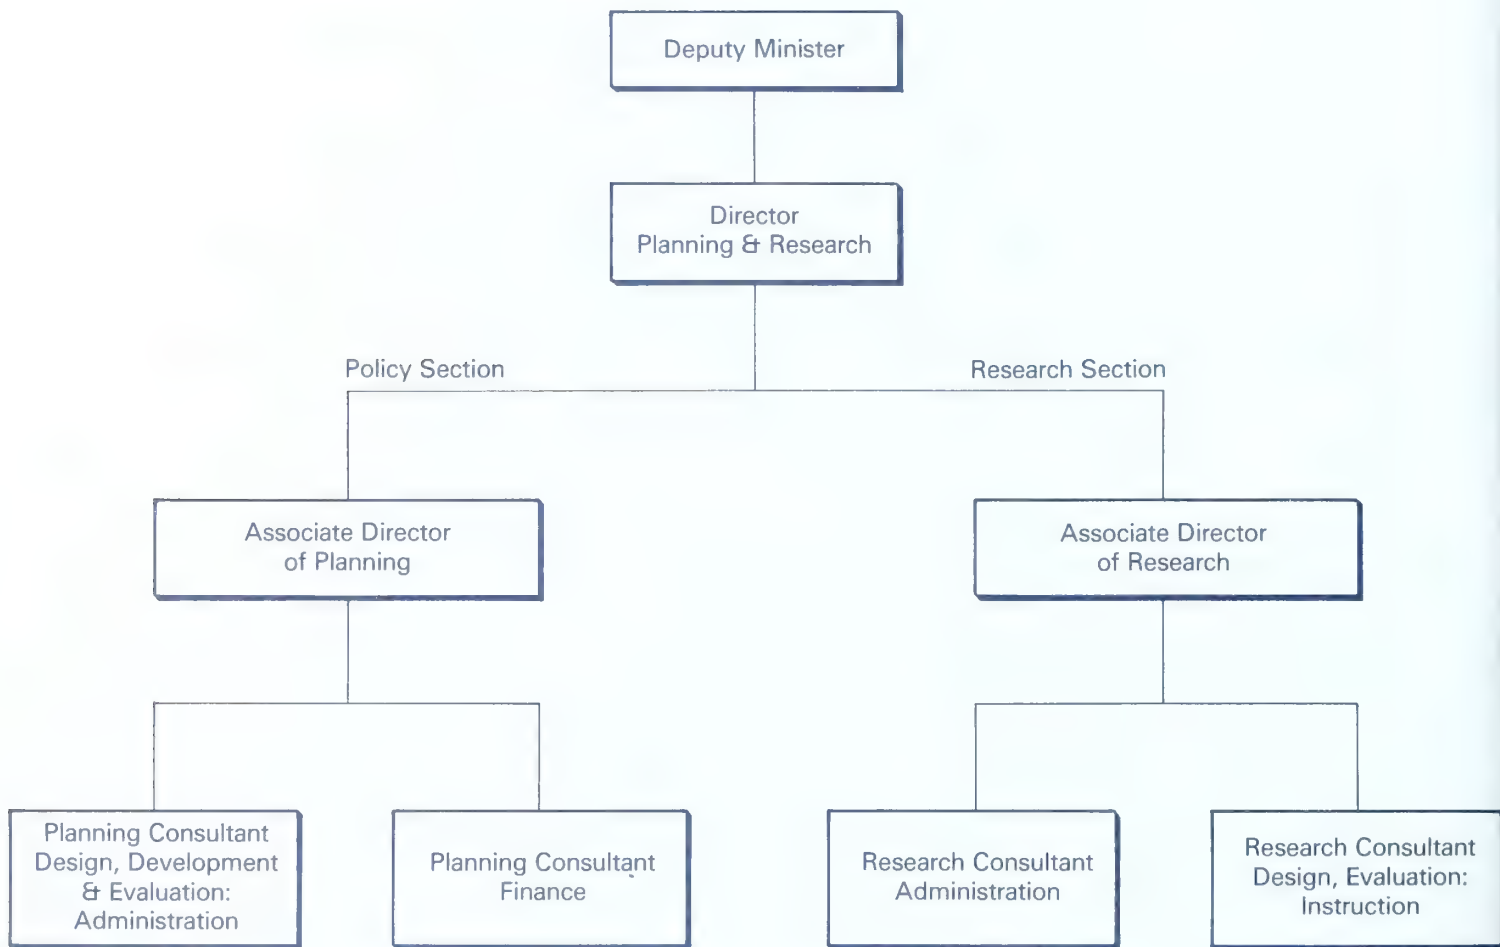 Deputy Minister
Director
Planning & Research
Policy Section
Research Section
Associate Director
of Planning
Associate Director
of Research
Planning Consultant
Design, Development
& Evaluation:
Administration
Planning Consultant
Finance
Research Consultant
Administration
Research Consultant
Design, Evaluation:
Instruction